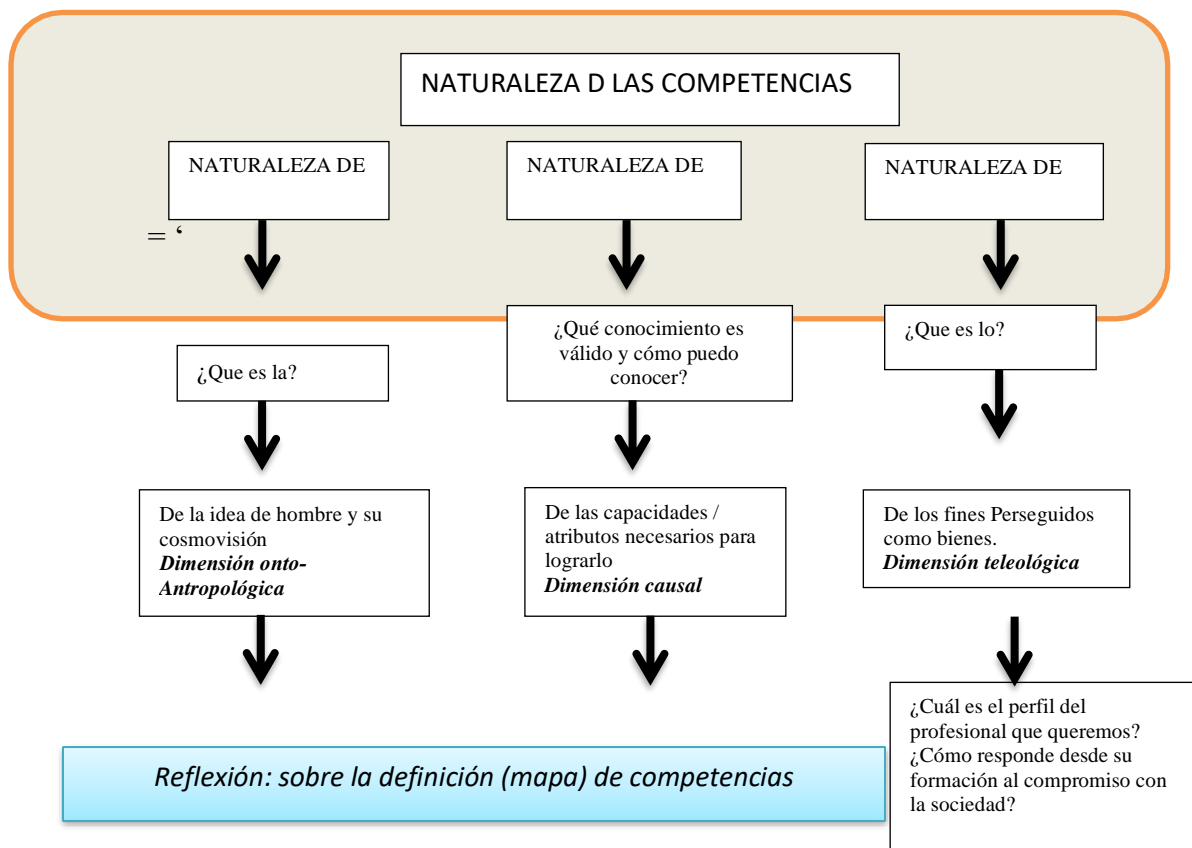 NATURALEZA D LAS COMPETENCIAS
NATURALEZA DE
NATURALEZA DE
NATURALEZA DE
= ‘
¿Que es la?
¿Qué conocimiento es
válido y cómo puedo
conocer?
¿Que es lo?
De la idea de hombre y su
cosmovisión
Dimensión onto-
Antropológica
De las capacidades /
atributos necesarios para
lograrlo
Dimensión causal
De los fines Perseguidos
como bienes.
Dimensión teleológica
Reflexión: sobre la definición (mapa) de competencias
¿Cuál es el perfil del
profesional que queremos?
¿Cómo responde desde su
formación al compromiso con
la sociedad?